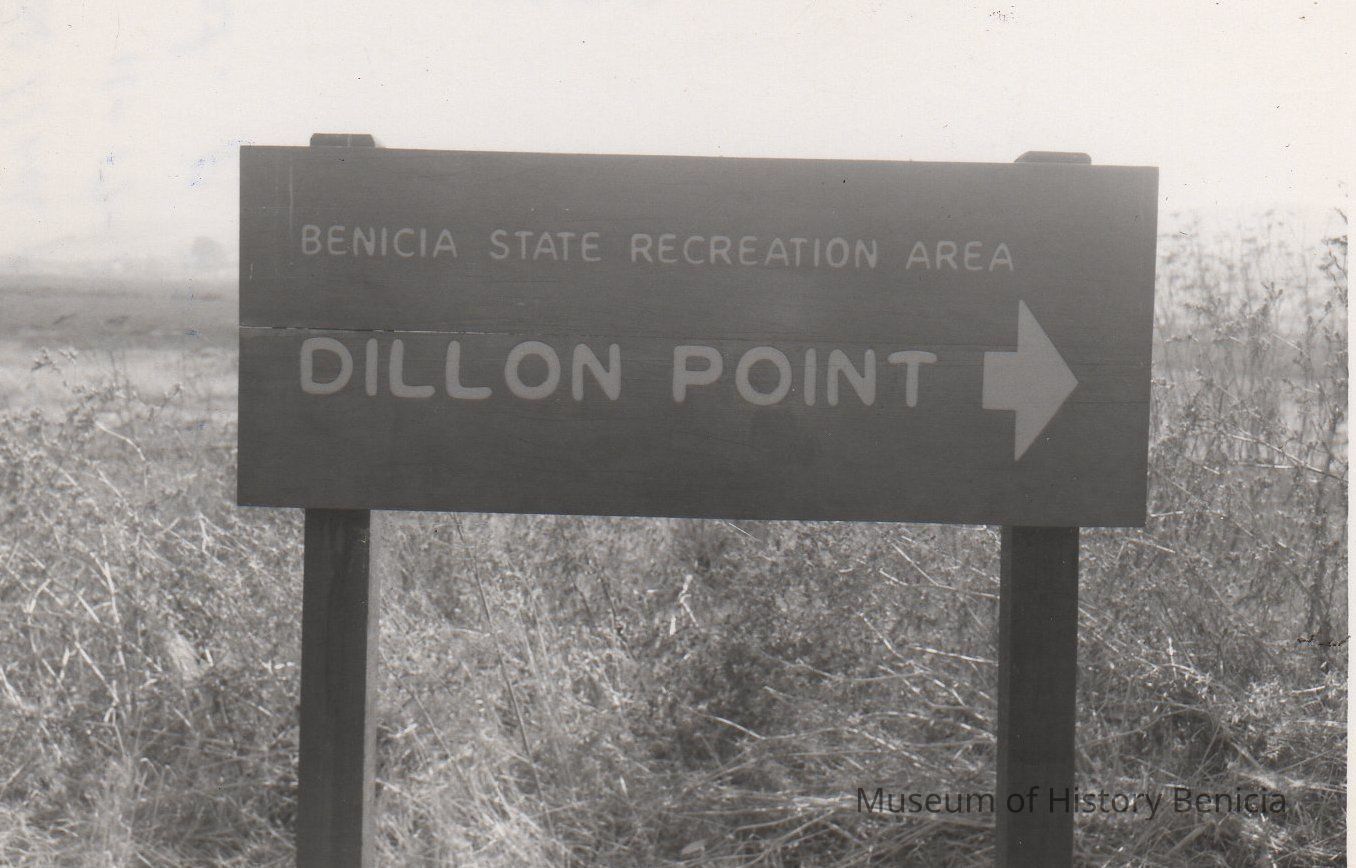 BENICIA STATE RECREATION AREA
DILLON POINT
Museum of History Benicia